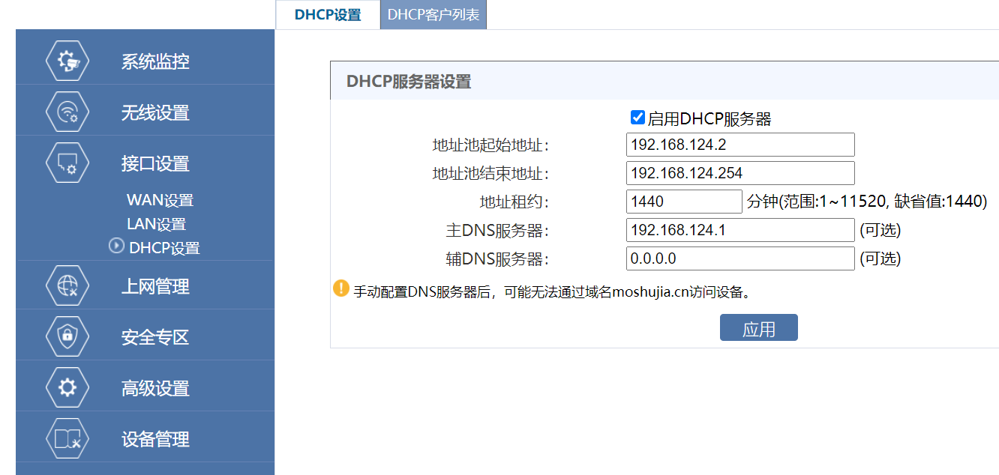 DHCP设置
DHCP客户列表
系统监控
无线设置
接口设置
WAN设置
LAN设置
DHCP设置
上网管理
安全专区
高级设置
设备管理
DHCP服务器设置
启用DHCP服务器
地址池起始地址: 192.168.124.2
地址池结束地址: 192.168.124.254
地址租约: 1440 分钟(范围:1~11520, 缺省值:1440)
主DNS服务器: 192.168.124.1 (可选)
辅DNS服务器: 0.0.0.0 (可选)
手动配置DNS服务器后，可能无法通过域名moshujia.cn访问设备。
应用